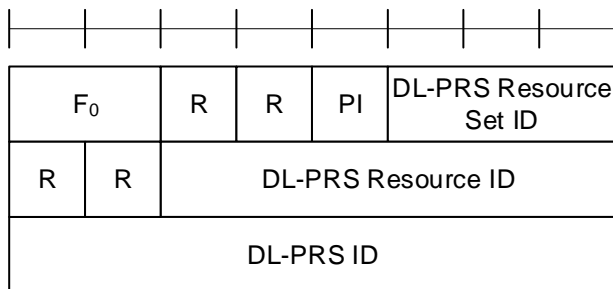 F₀ R R PI DL-PRS Resource
Set ID
R R DL-PRS Resource ID
DL-PRS ID